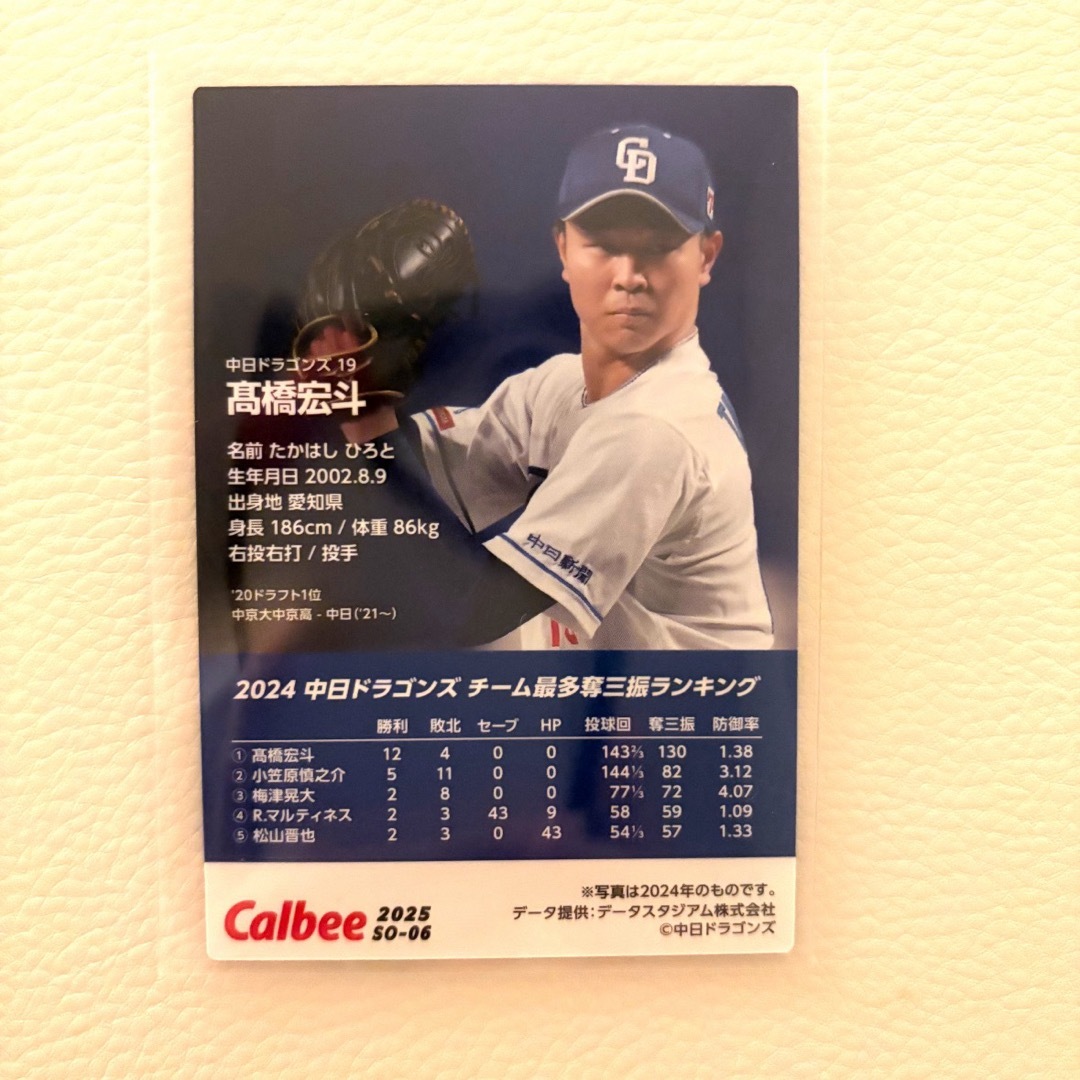 CD
中日ドラゴンズ 19
髙橋宏斗
名前 たかはし ひろと
生年月日 2002.8.9
出身地 愛知県
身長 186cm / 体重 86kg
右投右打 / 投手
中日新聞
'20ドラフト1位
中京大中京高 - 中日('21〜)
2024 中日ドラゴンズ チーム最多奪三振ランキング
勝利 敗北 セーブ HP 投球回 奪三振 防御率
① 髙橋宏斗 12 4 0 0 143⅔ 130 1.38
② 小笠原慎之介 5 11 0 0 144⅓ 82 3.12
③ 梅津晃大 2 8 0 0 77⅓ 72 4.07
④ R.マルティネス 2 3 43 9 58 59 1.09
⑤ 松山晋也 2 3 0 43 54⅓ 57 1.33
※写真は2024年のものです。
データ提供：データスタジアム株式会社
©中日ドラゴンズ
Calbee 2025
SO-06